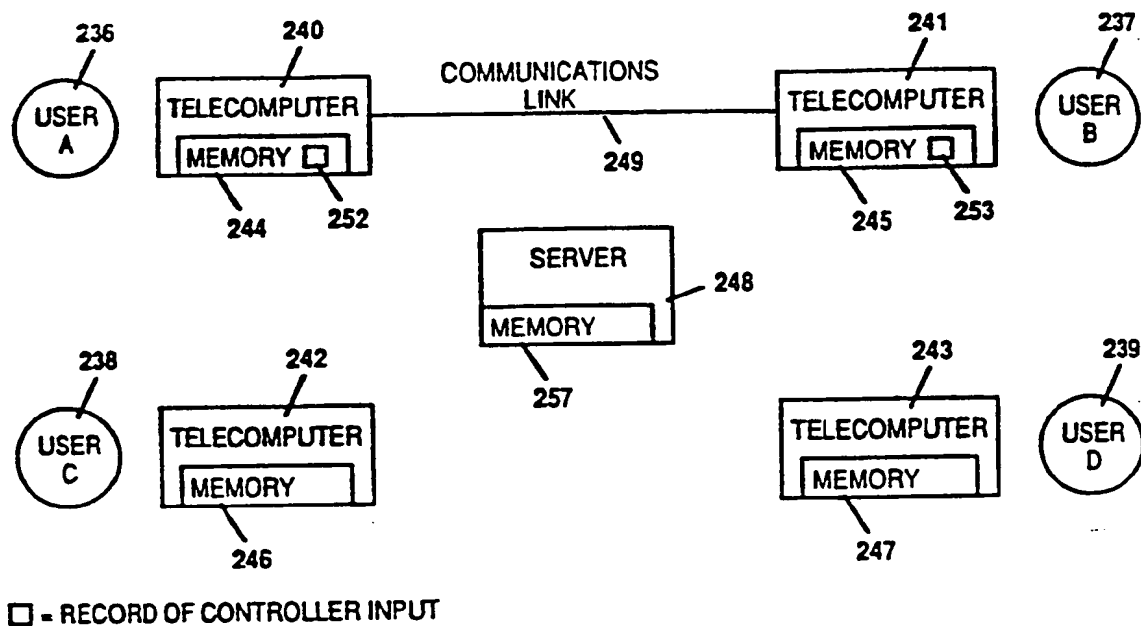 236
240
241
237
USER
A
TELECOMPUTER
MEMORY
COMMUNICATIONS
LINK
TELECOMPUTER
MEMORY
USER
B
244
252
249
245
253
SERVER
MEMORY
248
257
238
242
243
239
USER
C
TELECOMPUTER
MEMORY
TELECOMPUTER
MEMORY
USER
D
246
247
□ = RECORD OF CONTROLLER INPUT